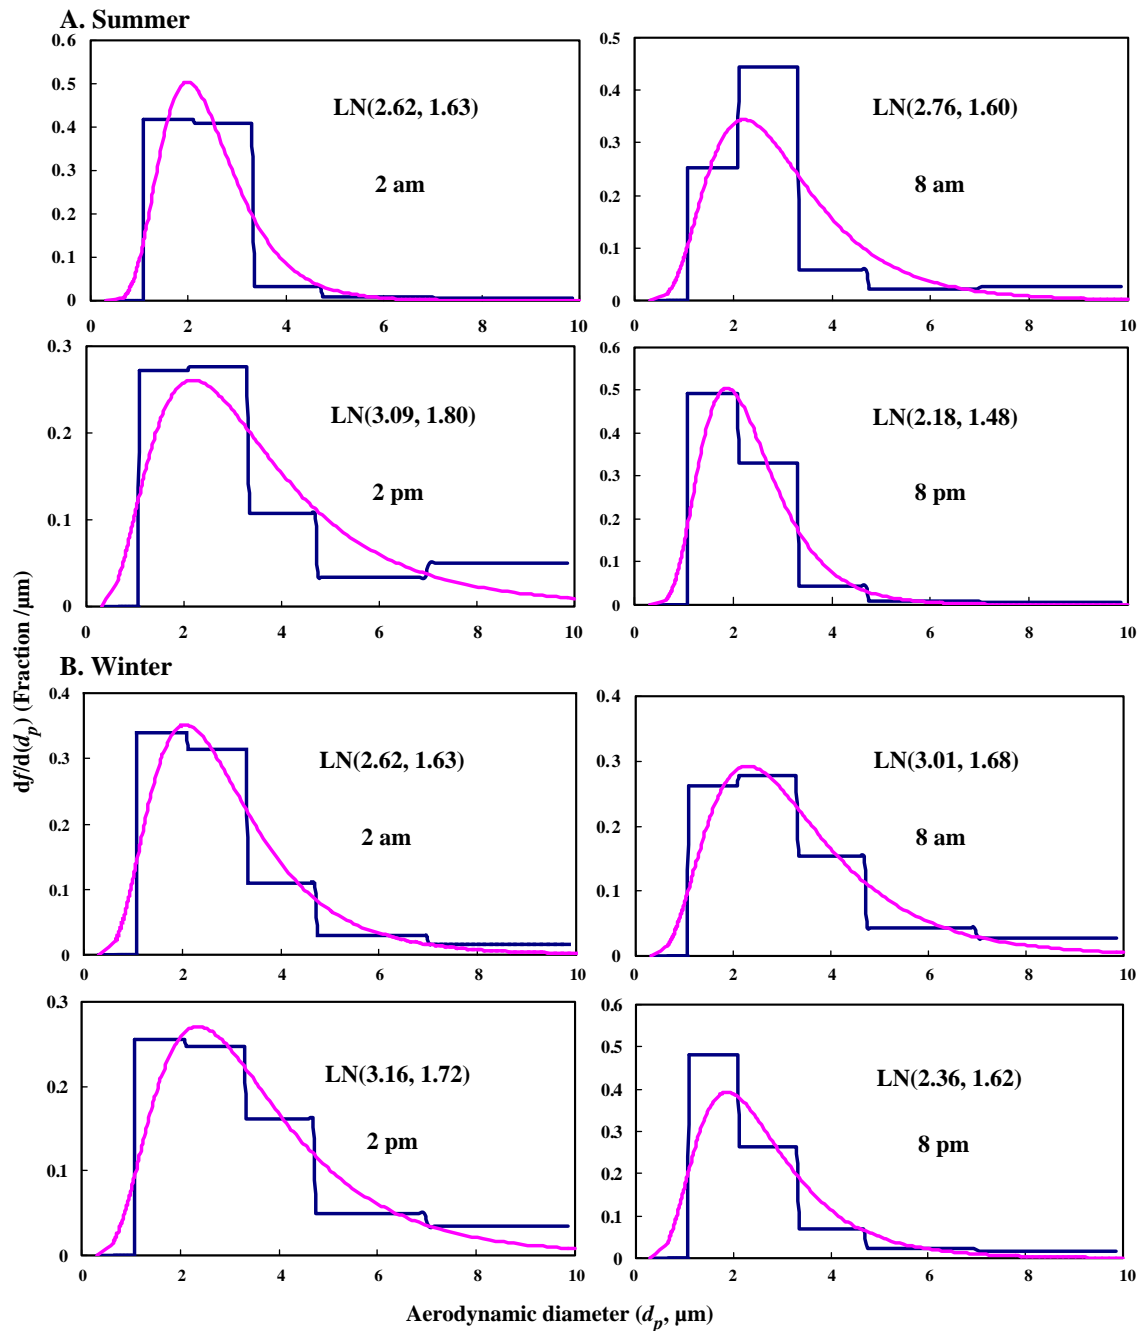 A. Summer
0.6
0.5
0.4
0.3
0.2
0.1
0
0 2 4 6 8 10
LN(2.62, 1.63)
2 am
0.5
0.4
0.3
0.2
0.1
0
0 2 4 6 8 10
LN(2.76, 1.60)
8 am
0.3
0.2
0.1
0
0 2 4 6 8 10
LN(3.09, 1.80)
2 pm
0.6
0.5
0.4
0.3
0.2
0.1
0
0 2 4 6 8 10
LN(2.18, 1.48)
8 pm
df/d(dp) (Fraction /µm)
B. Winter
0.4
0.3
0.2
0.1
0
0 2 4 6 8 10
LN(2.62, 1.63)
2 am
0.4
0.3
0.2
0.1
0
0 2 4 6 8 10
LN(3.01, 1.68)
8 am
0.3
0.2
0.1
0
0 2 4 6 8 10
LN(3.16, 1.72)
2 pm
0.6
0.5
0.4
0.3
0.2
0.1
0
0 2 4 6 8 10
LN(2.36, 1.62)
8 pm
Aerodynamic diameter (dp, µm)